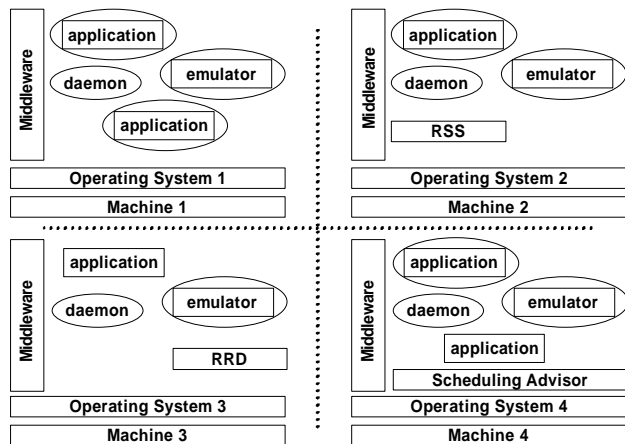 Middleware
application
daemon
emulator
application
Operating System 1
Machine 1
Middleware
application
daemon
emulator
RSS
Operating System 2
Machine 2
Middleware
application
daemon
emulator
RRD
Operating System 3
Machine 3
Middleware
application
daemon
emulator
application
Scheduling Advisor
Operating System 4
Machine 4